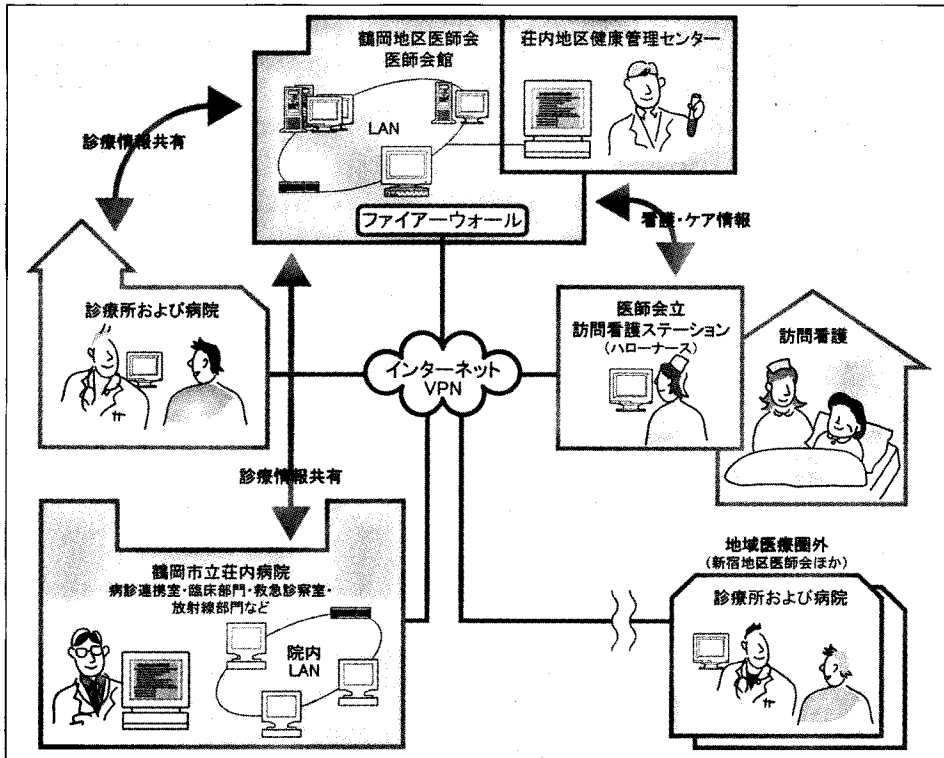 鶴岡地区医師会
医師会館
荘内地区健康管理センター
LAN
診療情報共有
ファイアーウォール
看護・ケア情報
診療所および病院
医師会立
訪問看護ステーション
(ハローナース)
訪問看護
インターネット
VPN
診療情報共有
地域医療圏外
(新宿地区医師会ほか)
鶴岡市立荘内病院
病診連携室・臨床部門・救急診察室・
放射線部門など
診療所および病院
院内
LAN